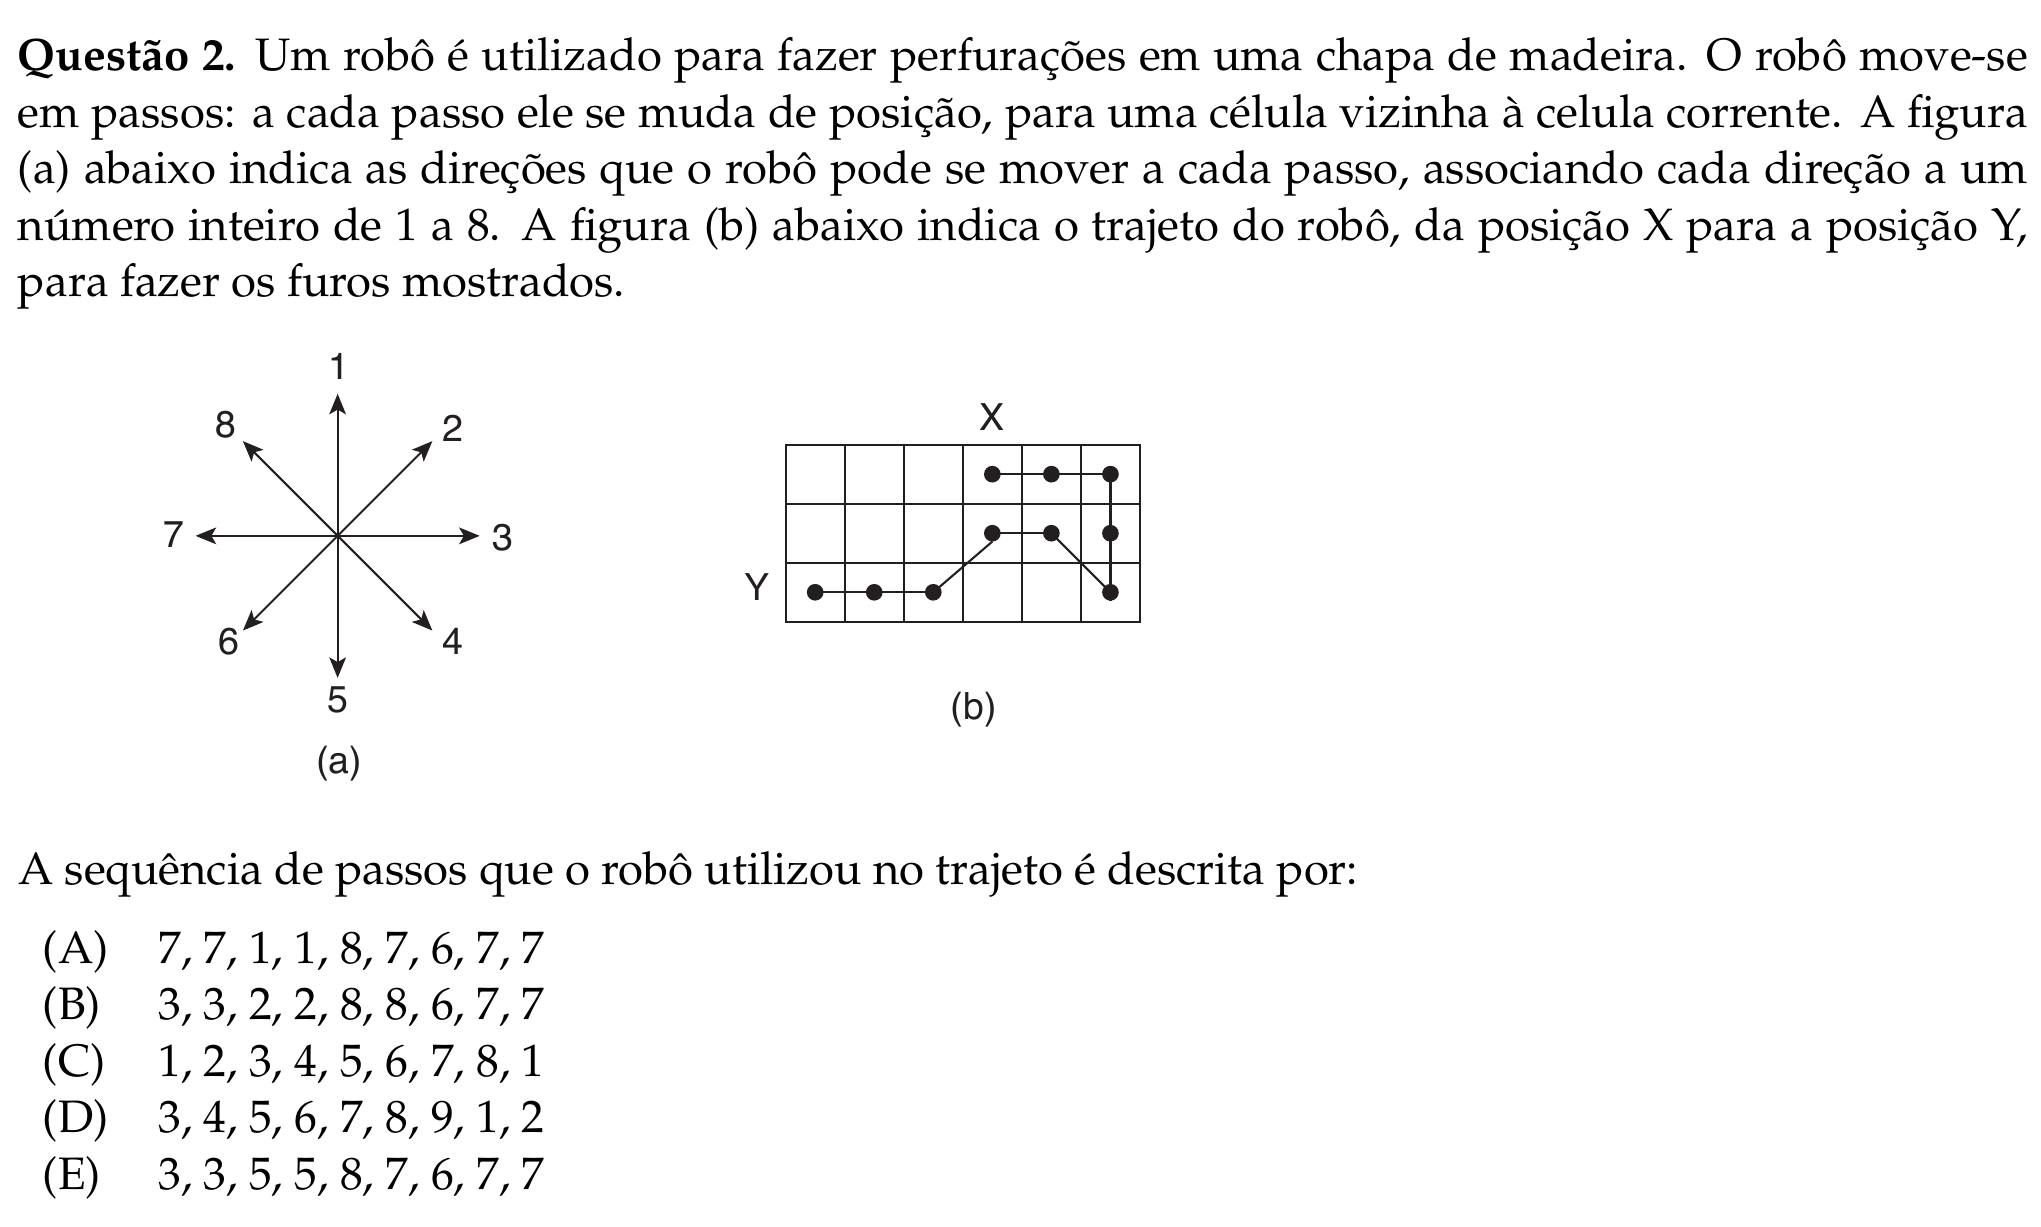 Questão 2. Um robô é utilizado para fazer perfurações em uma chapa de madeira. O robô move-se
em passos: a cada passo ele se muda de posição, para uma célula vizinha à celula corrente. A figura
(a) abaixo indica as direções que o robô pode se mover a cada passo, associando cada direção a um
número inteiro de 1 a 8. A figura (b) abaixo indica o trajeto do robô, da posição X para a posição Y,
para fazer os furos mostrados.
1
8
2
7
3
6
4
5
(a)
X
Y
(b)
A sequência de passos que o robô utilizou no trajeto é descrita por:
(A) 7, 7, 1, 1, 8, 7, 6, 7, 7
(B) 3, 3, 2, 2, 8, 8, 6, 7, 7
(C) 1, 2, 3, 4, 5, 6, 7, 8, 1
(D) 3, 4, 5, 6, 7, 8, 9, 1, 2
(E) 3, 3, 5, 5, 8, 7, 6, 7, 7